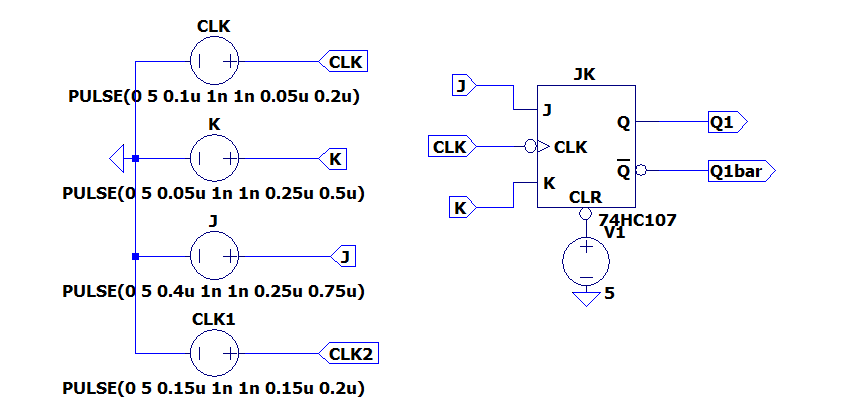 CLK
CLK
PULSE(0 5 0.1u 1n 1n 0.05u 0.2u)
K
K
PULSE(0 5 0.05u 1n 1n 0.25u 0.5u)
J
J
PULSE(0 5 0.4u 1n 1n 0.25u 0.75u)
CLK1
CLK2
PULSE(0 5 0.15u 1n 1n 0.15u 0.2u)
JK
J
J
Q
Q1
CLK
CLK
Q
Q1bar
K
K
CLR
74HC107
V1
5